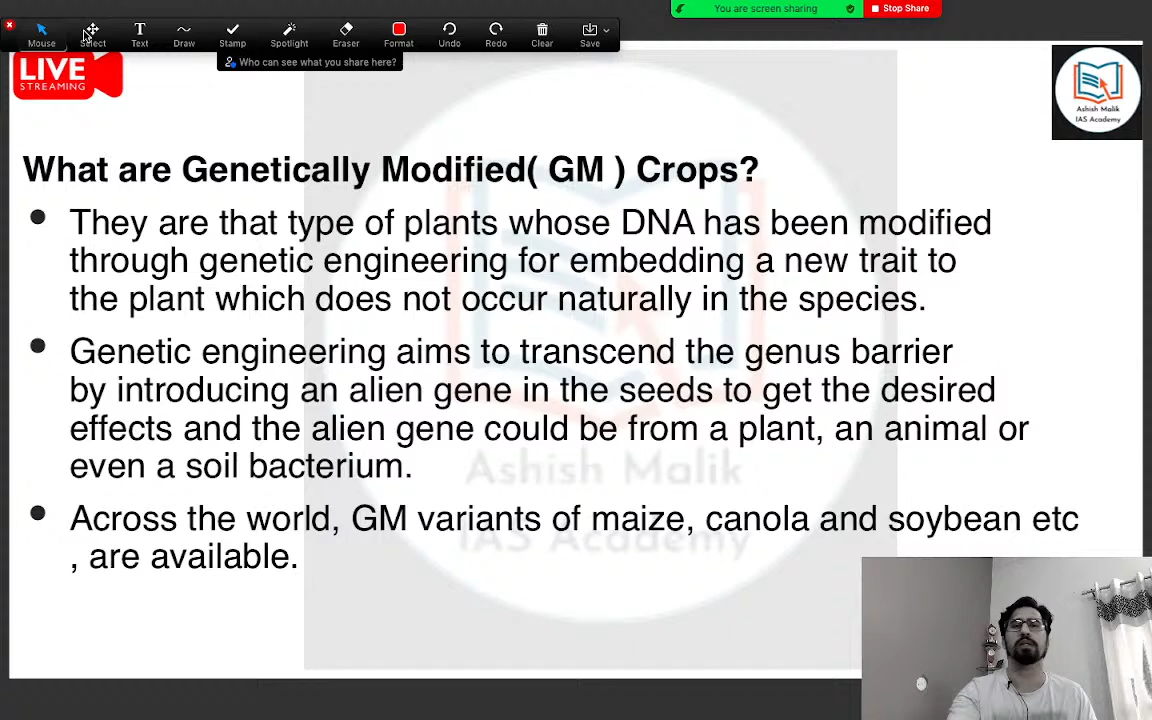 You are screen sharing
Stop Share
Mouse
Select
Text
Draw
Stamp
Spotlight
Eraser
Format
Undo
Redo
Clear
Save
Who can see what you share here?
LIVE
STREAMING
Ashish Malik
IAS Academy
What are Genetically Modified( GM ) Crops?
They are that type of plants whose DNA has been modified
through genetic engineering for embedding a new trait to
the plant which does not occur naturally in the species.
Genetic engineering aims to transcend the genus barrier
by introducing an alien gene in the seeds to get the desired
effects and the alien gene could be from a plant, an animal or
even a soil bacterium.
Ashish Malik
Across the world, GM variants of maize, canola and soybean etc
IAS Academy
, are available.